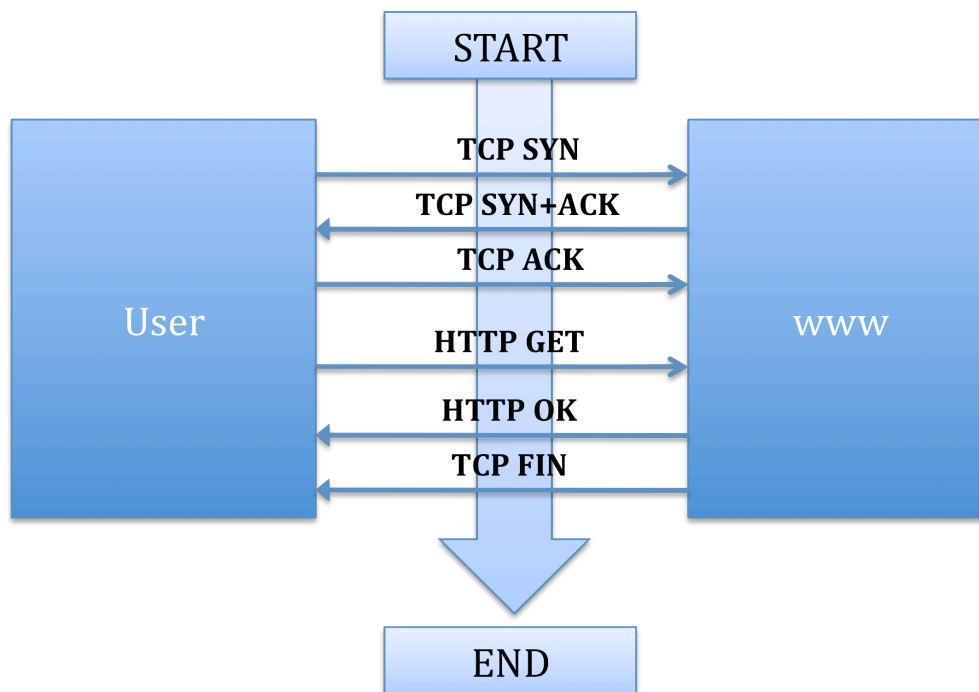 START
TCP SYN
TCP SYN+ACK
TCP ACK
User
www
HTTP GET
HTTP OK
TCP FIN
END